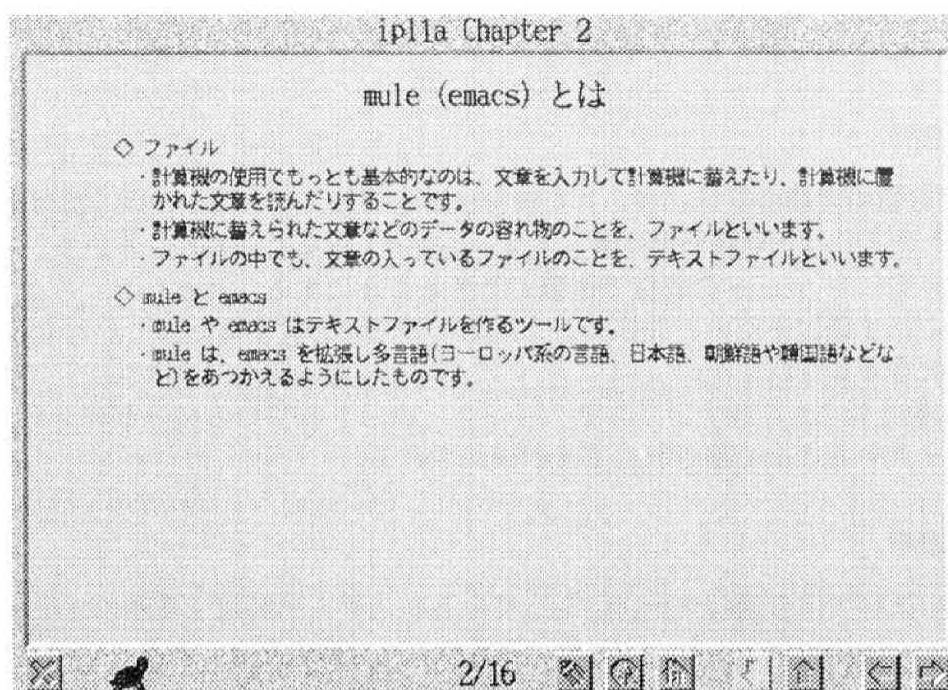 ipl1a Chapter 2
mule (emacs) とは
◇ ファイル
・計算機の使用でもっとも基本的なのは、文章を入力して計算機に蓄えたり、計算機に置
かれた文章を読んだりすることです。
・計算機に蓄えられた文章などのデータの容れ物のことを、ファイルといいます。
・ファイルの中でも、文章の入っているファイルのことを、テキストファイルといいます。
◇ mule と emacs
・mule や emacs はテキストファイルを作るツールです。
・mule は、emacs を拡張し多言語(ヨーロッパ系の言語、日本語、朝鮮語や韓国語などな
ど)をあつかえるようにしたものです。
2/16